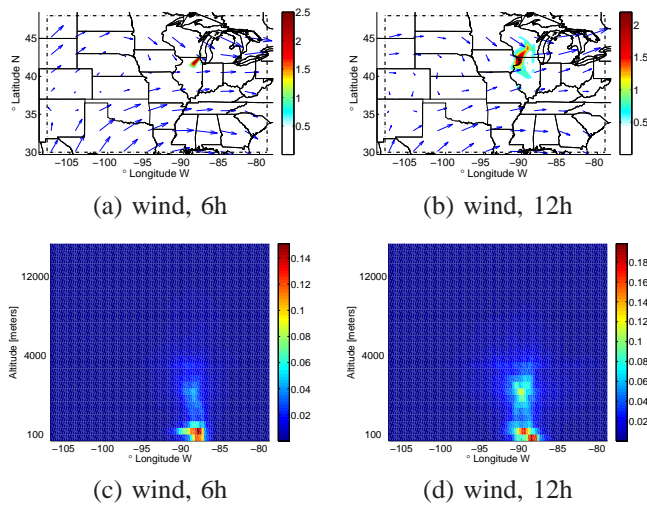 2.5
2
1.5
1
0.5
45
40
35
30
° Latitude N
−105 −100 −95 −90 −85 −80
° Longitude W
(a) wind, 6h
2
1.5
1
0.5
45
40
35
30
° Latitude N
−105 −100 −95 −90 −85 −80
° Longitude W
(b) wind, 12h
0.14
0.12
0.10
0.08
0.06
0.04
0.02
12000
4000
100
Altitude [meters]
−105 −100 −95 −90 −85 −80
° Longitude W
(c) wind, 6h
0.18
0.16
0.14
0.12
0.10
0.08
0.06
0.04
0.02
12000
4000
100
Altitude [meters]
−105 −100 −95 −90 −85 −80
° Longitude W
(d) wind, 12h